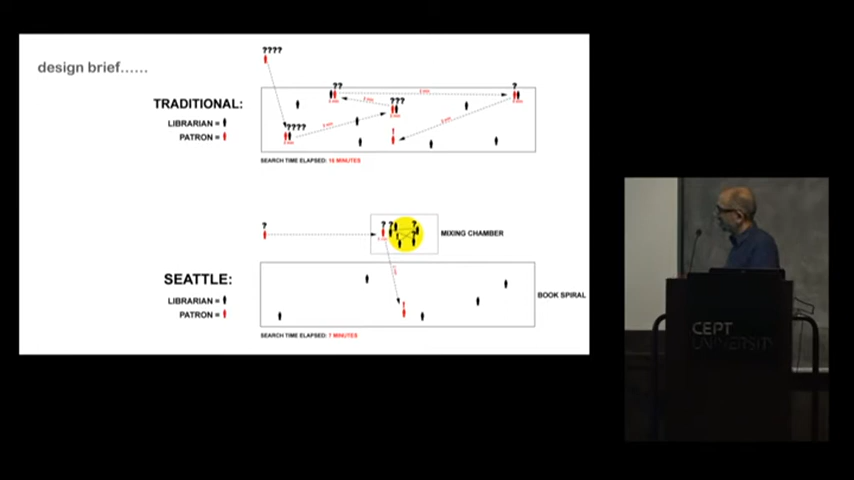 design brief......
????
TRADITIONAL:
LIBRARIAN =
PATRON =
??
?
???
????
SEARCH TIME ELAPSED: 16 MINUTES
?
? ? ?
MIXING CHAMBER
SEATTLE:
LIBRARIAN =
PATRON =
BOOK SPIRAL
SEARCH TIME ELAPSED: 7 MINUTES
CEPT
UNIVERSITY